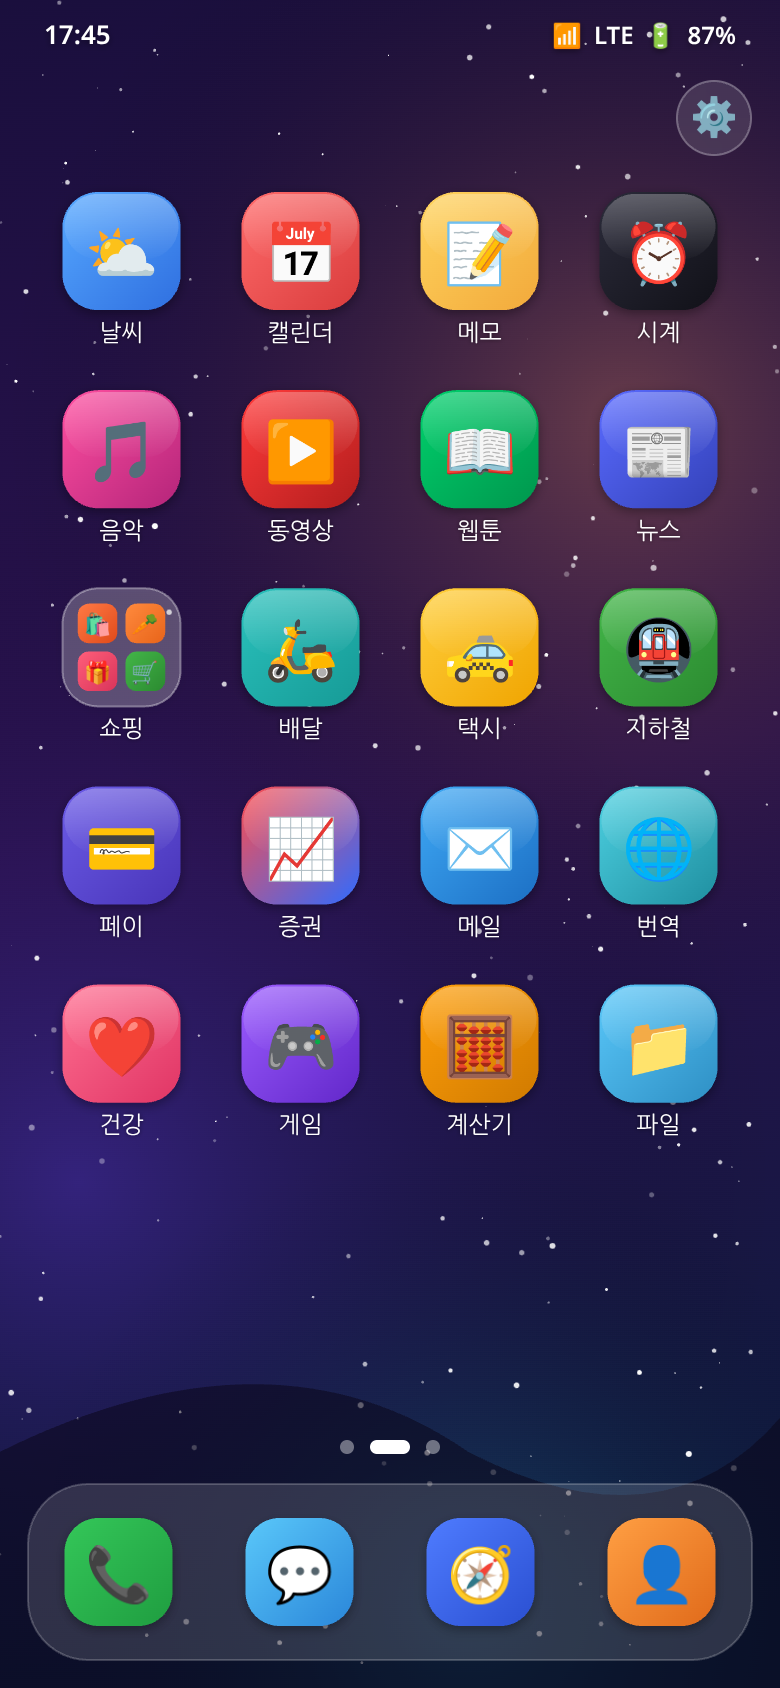 17:45 LTE 87%
July
17
날씨 캘린더 메모 시계
음악 동영상 웹툰 뉴스
쇼핑 배달 택시 지하철
페이 증권 메일 번역
건강 게임 계산기 파일